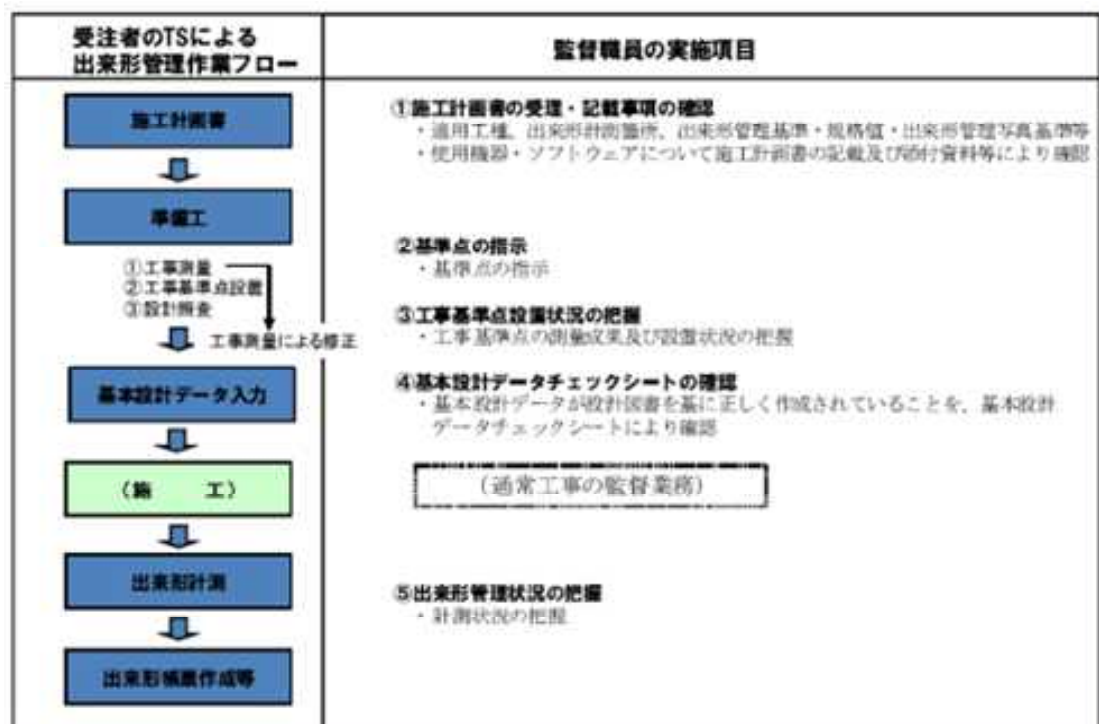 受注者のTSによる
出来形管理作業フロー
監督職員の実施項目
施工計画書
準備工
①工事測量
②工事基準点設置
③設計照査
工事測量による修正
基本設計データ入力
（施　　工）
出来形計測
出来形帳票作成等
①施工計画書の受理・記載事項の確認
・適用工種、出来形計測箇所、出来形管理基準・規格値・出来形管理写真基準等
・使用機器・ソフトウェアについて施工計画書の記載及び添付資料等により確認
②基準点の指示
・基準点の指示
③工事基準点設置状況の把握
・工事基準点の測量成果及び設置状況の把握
④基本設計データチェックシートの確認
・基本設計データが設計図書を基に正しく作成されていることを、基本設計
データチェックシートにより確認
（通常工事の監督業務）
⑤出来形管理状況の把握
・計測状況の把握